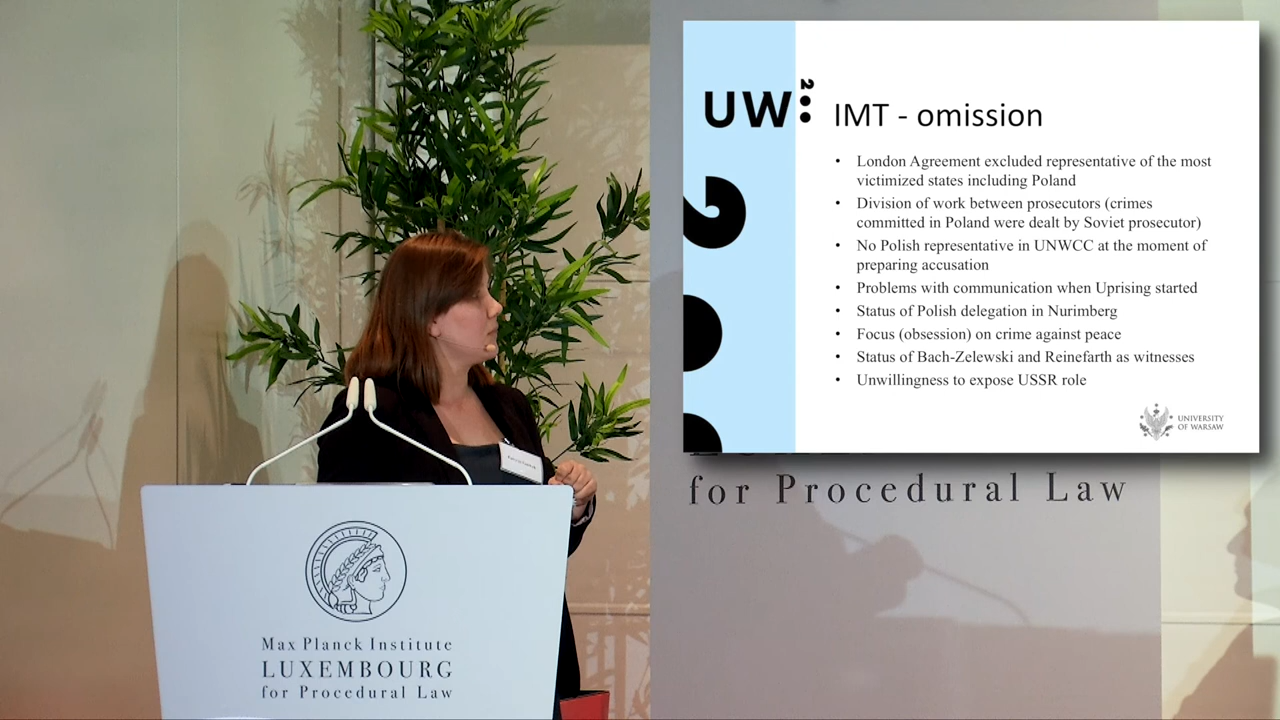 UW
IMT - omission
• London Agreement excluded representative of the most
victimized states including Poland
• Division of work between prosecutors (crimes
committed in Poland were dealt by Soviet prosecutor)
• No Polish representative in UNWCC at the moment of
preparing accusation
• Problems with communication when Uprising started
• Status of Polish delegation in Nurimberg
• Focus (obsession) on crime against peace
• Status of Bach-Zelewski and Reinefarth as witnesses
• Unwillingness to expose USSR role
UNIVERSITY
OF WARSAW
for Procedural Law
Max Planck Institute
LUXEMBOURG
for Procedural Law